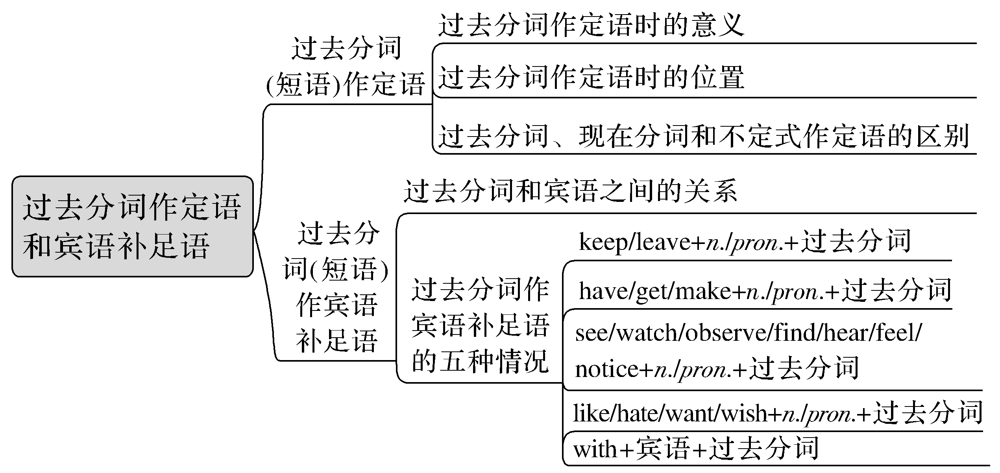 过去分词作定语
和宾语补足语
过去分词
(短语)作定语
过去分词作定语时的意义
过去分词作定语时的位置
过去分词、现在分词和不定式作定语的区别
过去分
词(短语)
作宾语
补足语
过去分词和宾语之间的关系
过去分词作
宾语补足语
的五种情况
keep/leave+n./pron.+过去分词
have/get/make+n./pron.+过去分词
see/watch/observe/find/hear/feel/
notice+n./pron.+过去分词
like/hate/want/wish+n./pron.+过去分词
with+宾语+过去分词